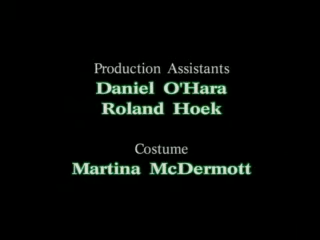 Production Assistants
Daniel O'Hara
Roland Hoek
Costume
Martina McDermott